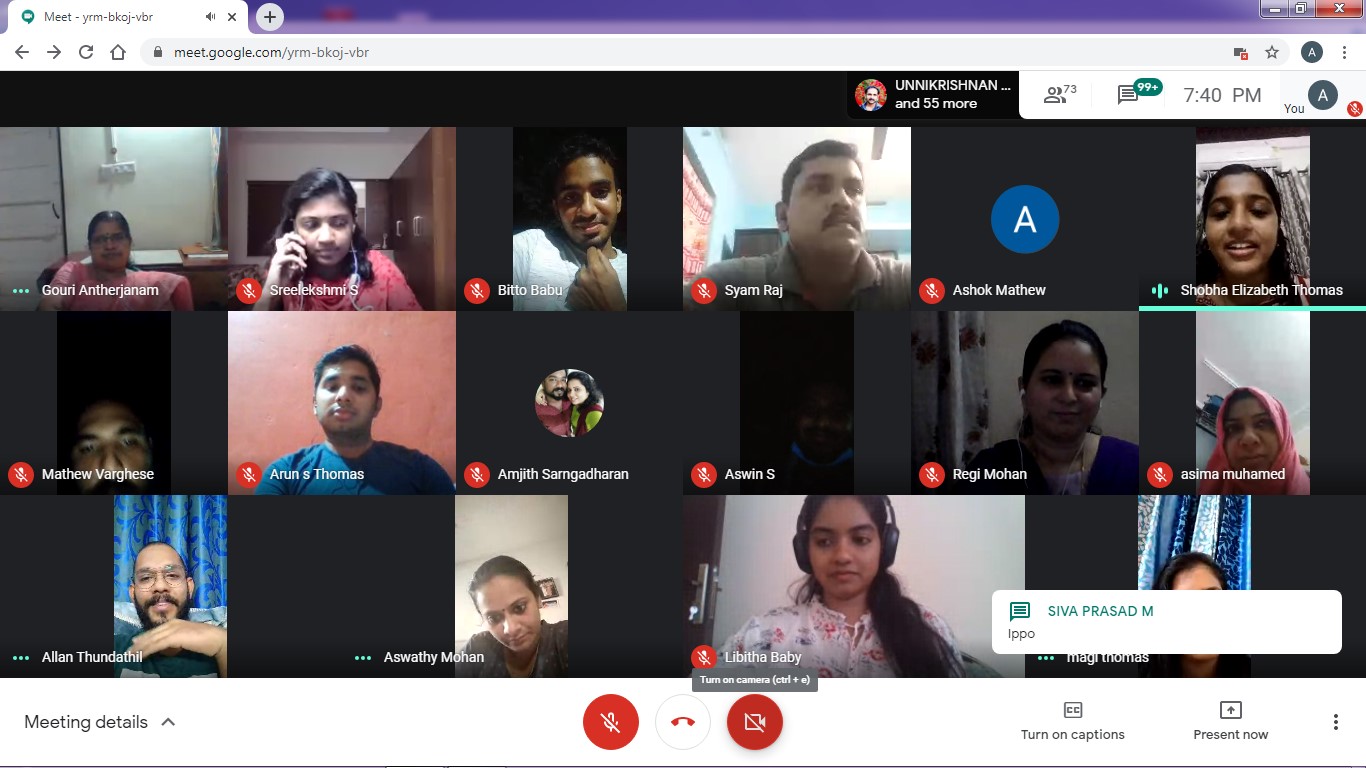 Meet - yrm-bkoj-vbr
meet.google.com/yrm-bkoj-vbr
A
UNNIKRISHNAN ...
and 55 more
73
99+
7:40 PM
You
A
Gouri Antherjanam
Sreelekshmi S
Bitto Babu
Syam Raj
A
Ashok Mathew
Shobha Elizabeth Thomas
Mathew Varghese
Arun s Thomas
Amjith Sarngadharan
Aswin S
Regi Mohan
asima muhamed
Allan Thundathil
Aswathy Mohan
Libitha Baby
magi thomas
SIVA PRASAD M
Ippo
Turn on camera (ctrl + e)
Meeting details
CC
Turn on captions
Present now